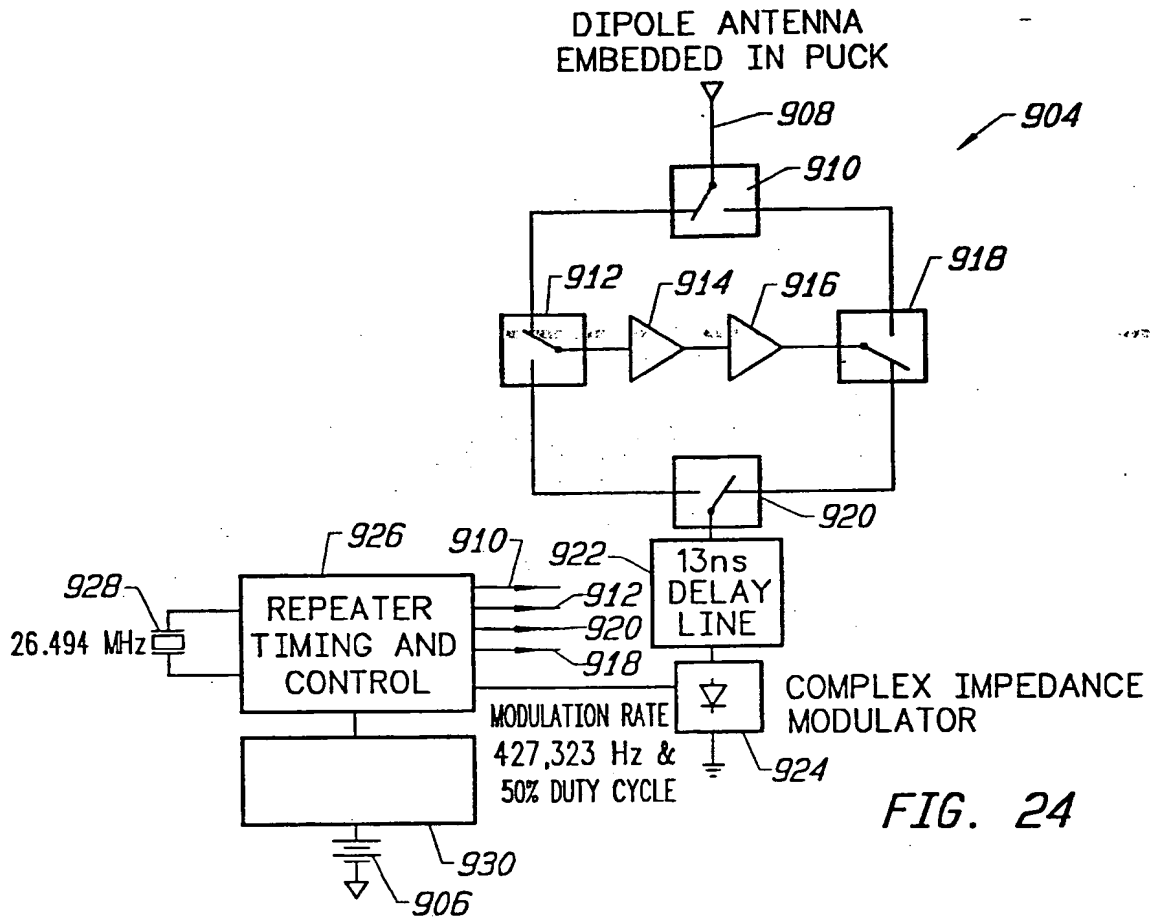 DIPOLE ANTENNA
EMBEDDED IN PUCK
908
904
910
912
914
916
918
920
926
910
922
13ns
DELAY
LINE
928
26.494 MHz
REPEATER
TIMING AND
CONTROL
912
920
918
COMPLEX IMPEDANCE
MODULATOR
MODULATION RATE
427,323 Hz &
50% DUTY CYCLE
924
930
906
FIG. 24